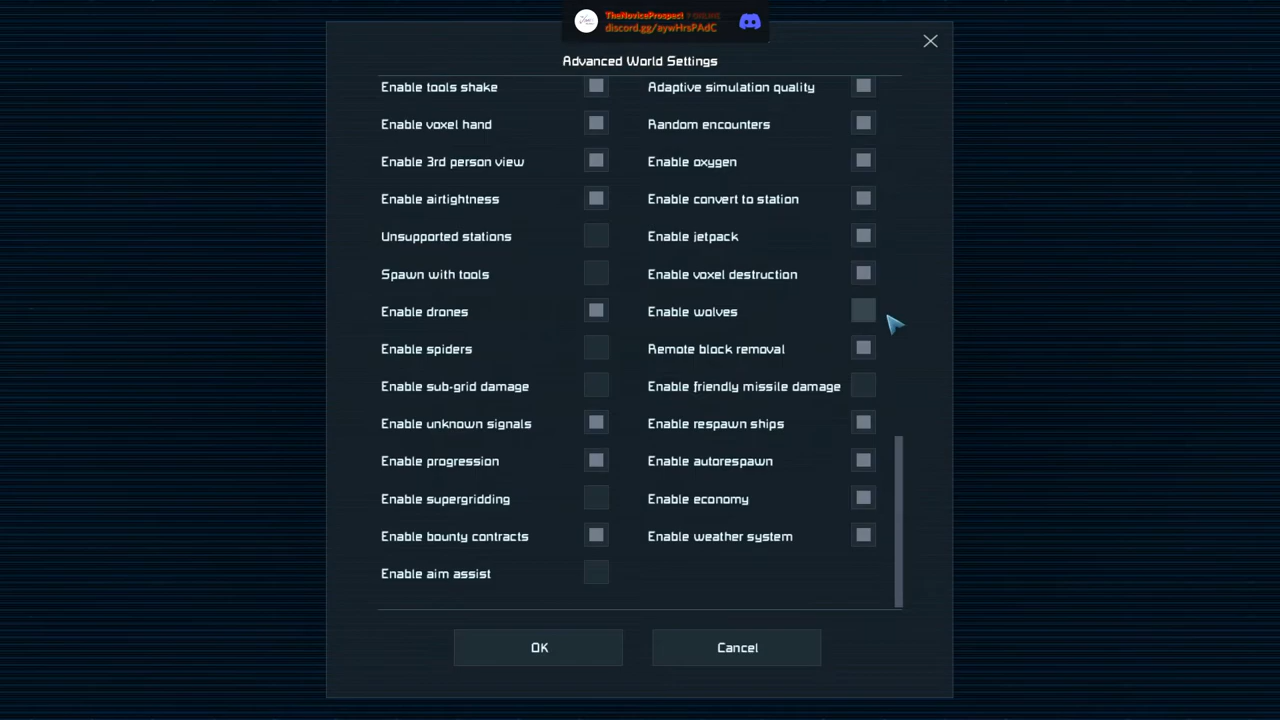 TheNoviceProspect
discord.gg/aywHrsPAdC
Advanced World Settings
Enable tools shake
Adaptive simulation quality
Enable voxel hand
Random encounters
Enable 3rd person view
Enable oxygen
Enable airtightness
Enable convert to station
Unsupported stations
Enable jetpack
Spawn with tools
Enable voxel destruction
Enable drones
Enable wolves
Enable spiders
Remote block removal
Enable sub-grid damage
Enable friendly missile damage
Enable unknown signals
Enable respawn ships
Enable progression
Enable autorespawn
Enable supergridding
Enable economy
Enable bounty contracts
Enable weather system
Enable aim assist
OK
Cancel